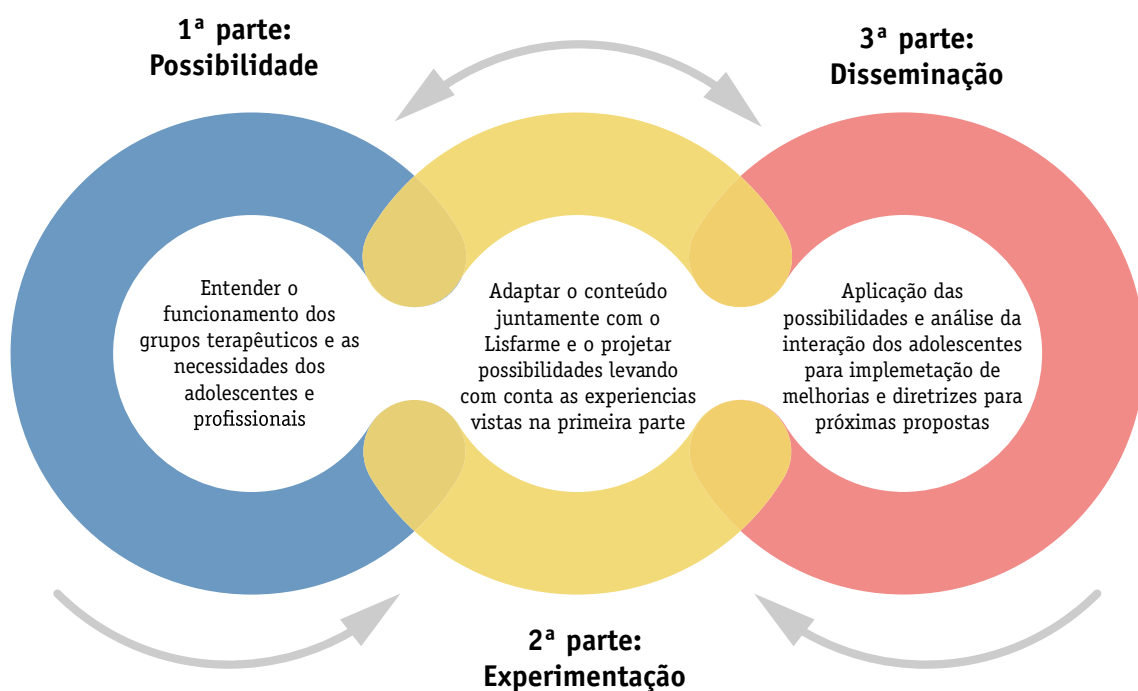 1ª parte:
Possibilidade
3ª parte:
Disseminação
Entender o
funcionamento dos
grupos terapêuticos e as
necessidades dos
adolescentes e
profissionais
Adaptar o conteúdo
juntamente com o
Lisfarme e o projetar
possibilidades levando
com conta as experiencias
vistas na primeira parte
Aplicação das
possibilidades e análise da
interação dos adolescentes
para implemetação de
melhorias e diretrizes para
próximas propostas
2ª parte:
Experimentação